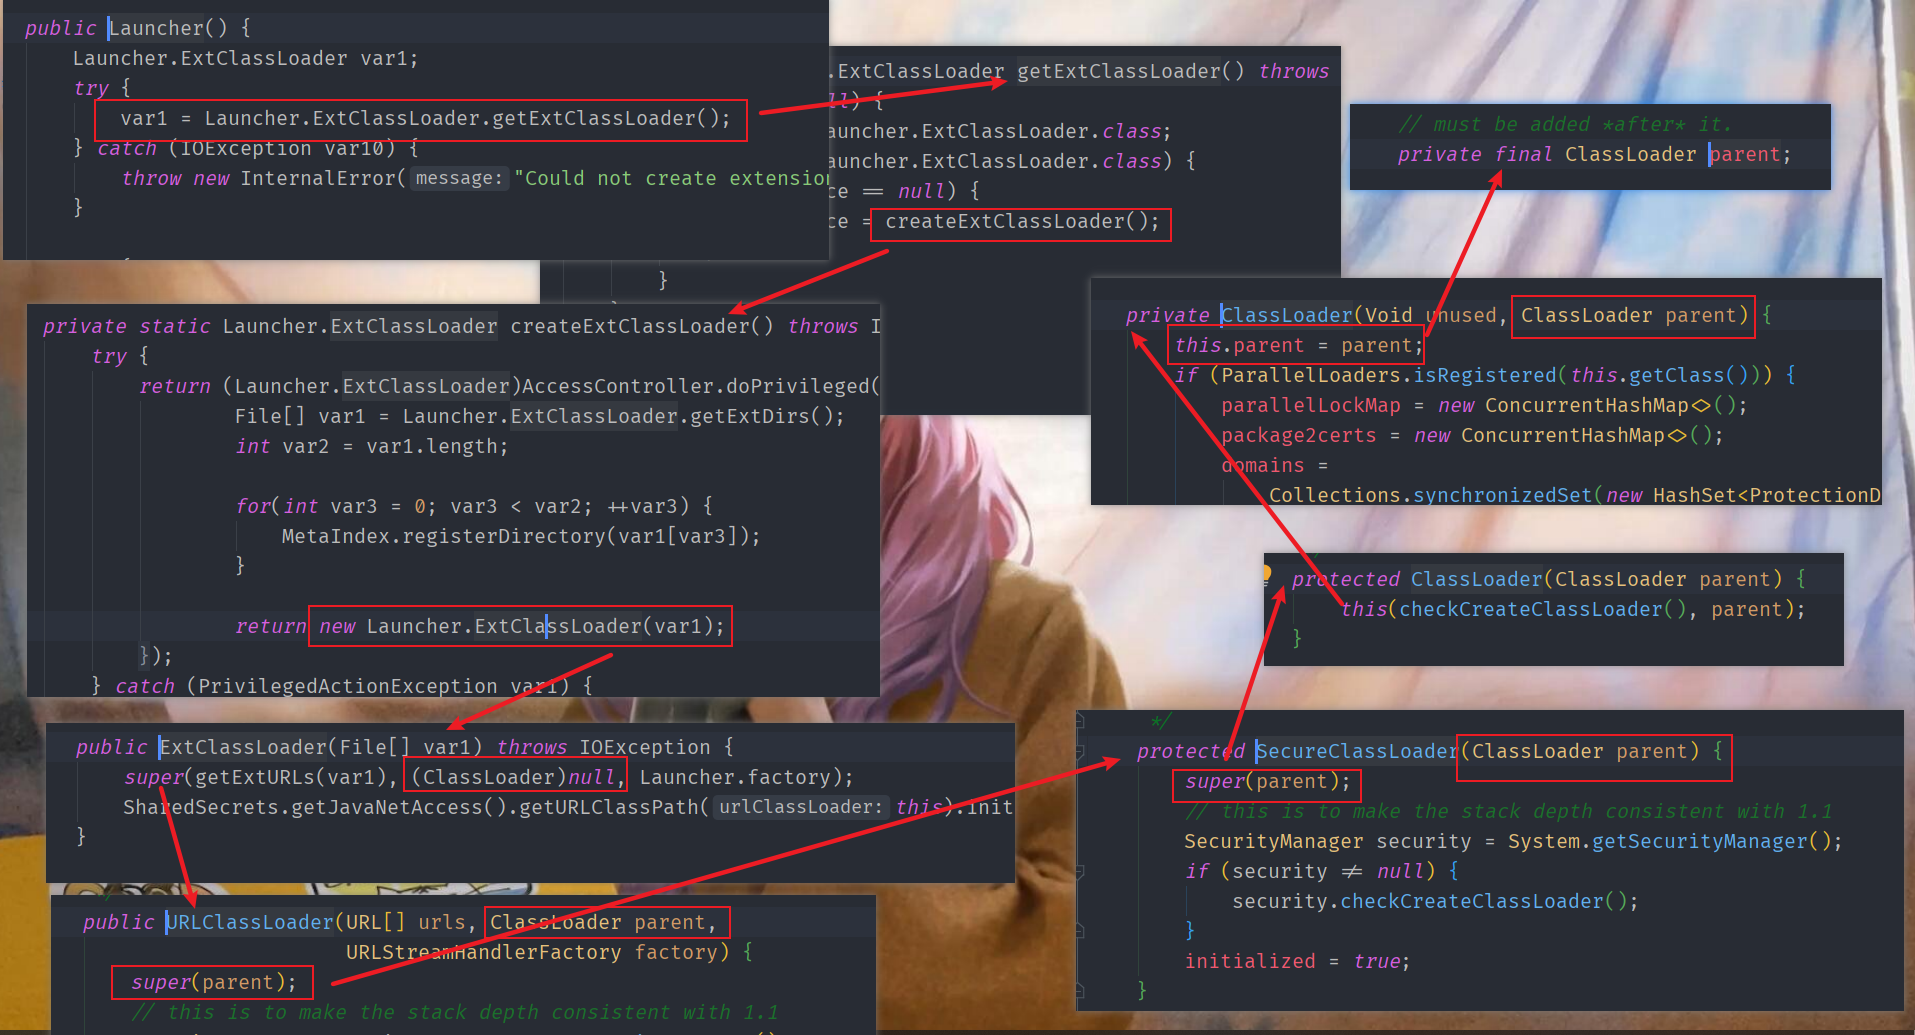 public Launcher() {
Launcher.ExtClassLoader var1;
try {
var1 = Launcher.ExtClassLoader.getExtClassLoader();
} catch (IOException var10) {
throw new InternalError( message: "Could not create extension
}
.ExtClassLoader getExtClassLoader() throws
ll) {
auncher.ExtClassLoader.class;
auncher.ExtClassLoader.class) {
ce == null) {
ce = createExtClassLoader();
}
private static Launcher.ExtClassLoader createExtClassLoader() throws I
try {
return (Launcher.ExtClassLoader)AccessController.doPrivileged(
File[] var1 = Launcher.ExtClassLoader.getExtDirs();
int var2 = var1.length;
for(int var3 = 0; var3 < var2; ++var3) {
MetaIndex.registerDirectory(var1[var3]);
}
return new Launcher.ExtClassLoader(var1);
});
} catch (PrivilegedActionException var1) {
public ExtClassLoader(File[] var1) throws IOException {
super(getExtURLs(var1), (ClassLoader)null, Launcher.factory);
SharedSecrets.getJavaNetAccess().getURLClassPath( urlClassLoader: this).init
}
public URLClassLoader(URL[] urls, ClassLoader parent,
URLStreamHandlerFactory factory) {
super(parent);
// this is to make the stack depth consistent with 1.1
// must be added *after* it.
private final ClassLoader parent;
private ClassLoader(Void unused, ClassLoader parent) {
this.parent = parent;
if (ParallelLoaders.isRegistered(this.getClass())) {
parallelLockMap = new ConcurrentHashMap<>();
package2certs = new ConcurrentHashMap<>();
domains =
Collections.synchronizedSet(new HashSet<ProtectionD
protected ClassLoader(ClassLoader parent) {
this(checkCreateClassLoader(), parent);
}
*/
protected SecureClassLoader(ClassLoader parent) {
super(parent);
// this is to make the stack depth consistent with 1.1
SecurityManager security = System.getSecurityManager();
if (security != null) {
security.checkCreateClassLoader();
}
initialized = true;
}